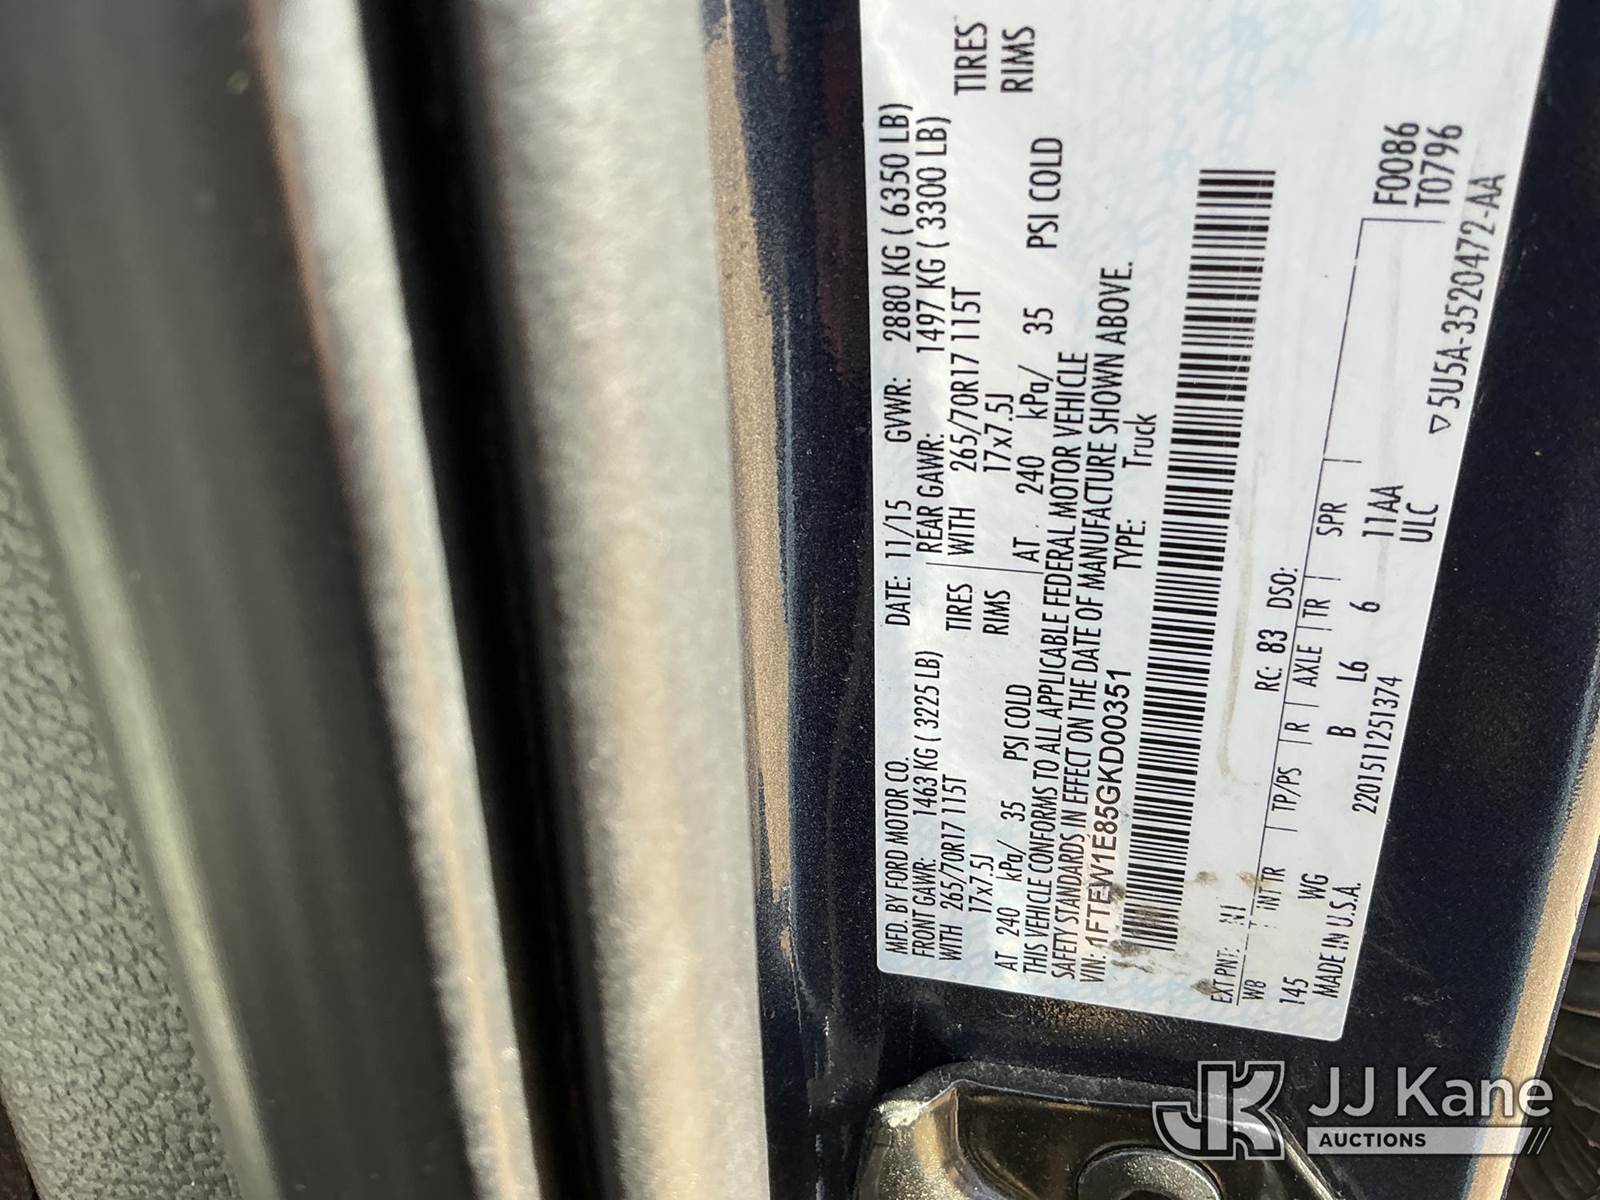 MFD. BY FORD MOTOR CO.
DATE: 11/15 GVWR: 2880 KG ( 6350 LB)
FRONT GAWR: 1463 KG ( 3225 LB)
REAR GAWR: 1497 KG ( 3300 LB)
WITH 265/70R17 115T TIRES
WITH 265/70R17 115T TIRES
17x7.5J RIMS
17x7.5J RIMS
AT 240 kPa/ 35 PSI COLD
AT 240 kPa/ 35 PSI COLD
THIS VEHICLE CONFORMS TO ALL APPLICABLE FEDERAL MOTOR VEHICLE
SAFETY STANDARDS IN EFFECT ON THE DATE OF MANUFACTURE SHOWN ABOVE.
VIN: 1FTEW1E85GKD00351 TYPE: Truck
EXT PNT: RC: 83 DSO:
WB INT TR TP/PS R AXLE TR SPR
145 WG B L6 6 11AA
F0086
T0796
MADE IN U.S.A. 2201511251374 ULC
▽5U5A-3520472-AA
JK JJ Kane
AUCTIONS